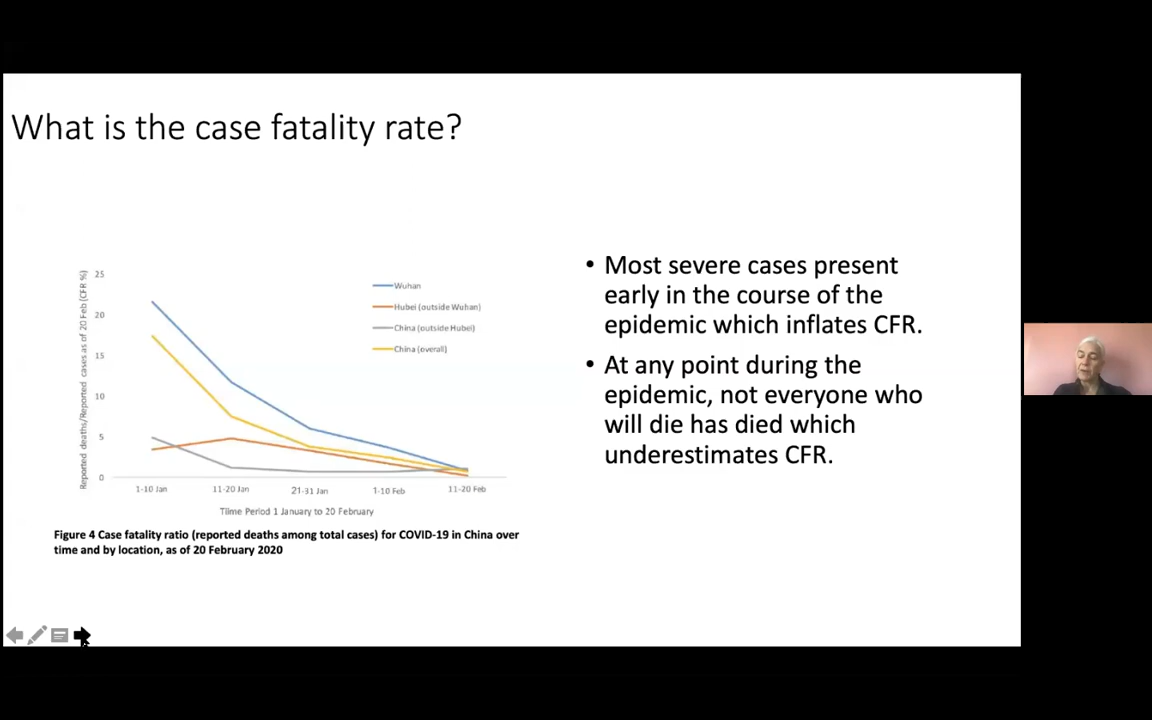 What is the case fatality rate?
Reported deaths/Reported cases as of 20 Feb (CFR %)
25
20
15
10
5
0
Wuhan
Hubei (outside Wuhan)
China (outside Hubei)
China (overall)
1-10 Jan 11-20 Jan 21-31 Jan 1-10 Feb 11-20 Feb
Tiime Period 1 January to 20 February
Figure 4 Case fatality ratio (reported deaths among total cases) for COVID-19 in China over
time and by location, as of 20 February 2020
• Most severe cases present
early in the course of the
epidemic which inflates CFR.
• At any point during the
epidemic, not everyone who
will die has died which
underestimates CFR.